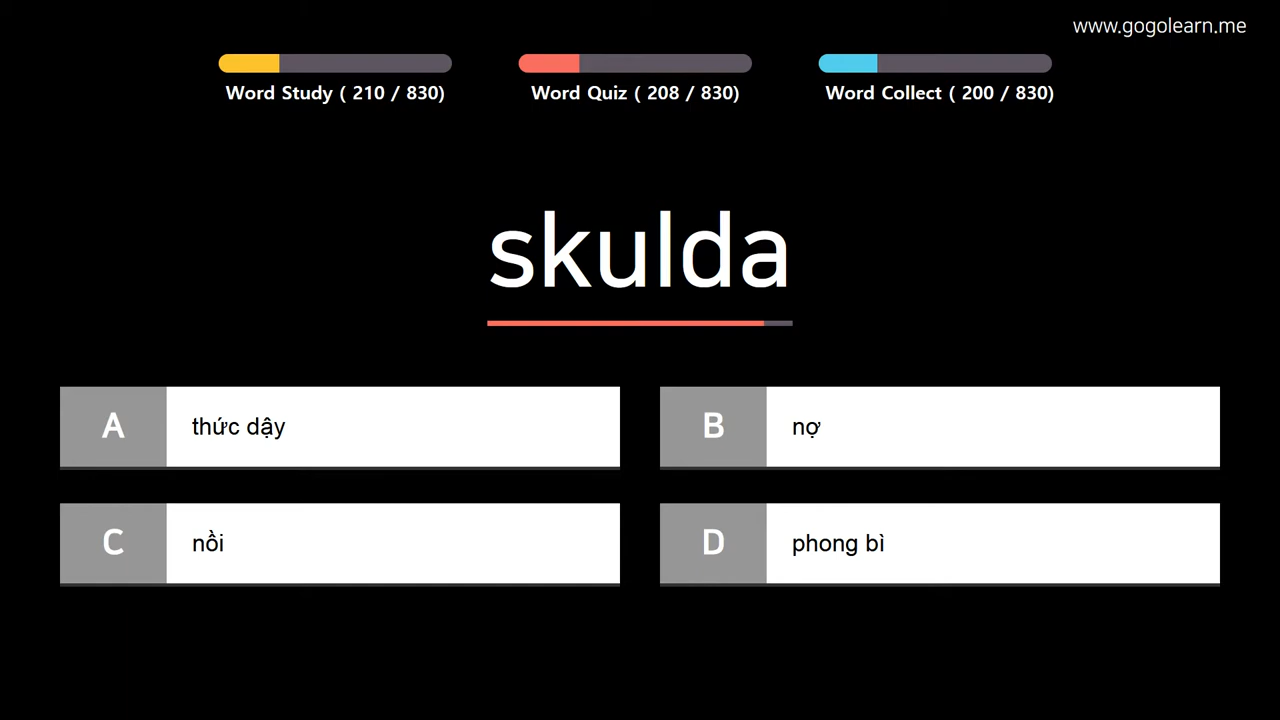 www.gogolearn.me
Word Study ( 210 / 830)
Word Quiz ( 208 / 830)
Word Collect ( 200 / 830)
skulda
A
thức dậy
B
nợ
C
nồi
D
phong bì